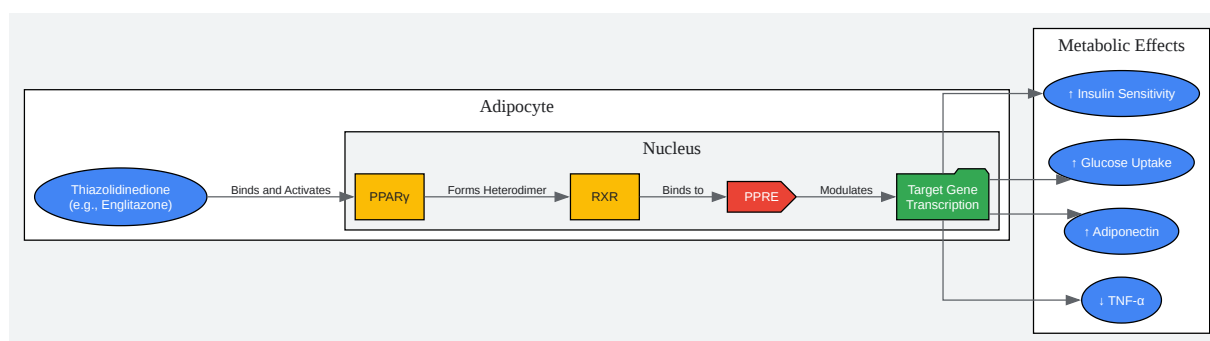 Metabolic Effects
↑ Insulin Sensitivity
Adipocyte
Nucleus
↑ Glucose Uptake
Thiazolidinedione
(e.g., Englitazone)
Binds and Activates
PPARγ
Forms Heterodimer
RXR
Binds to
PPRE
Modulates
Target Gene
Transcription
↑ Adiponectin
↓ TNF-α